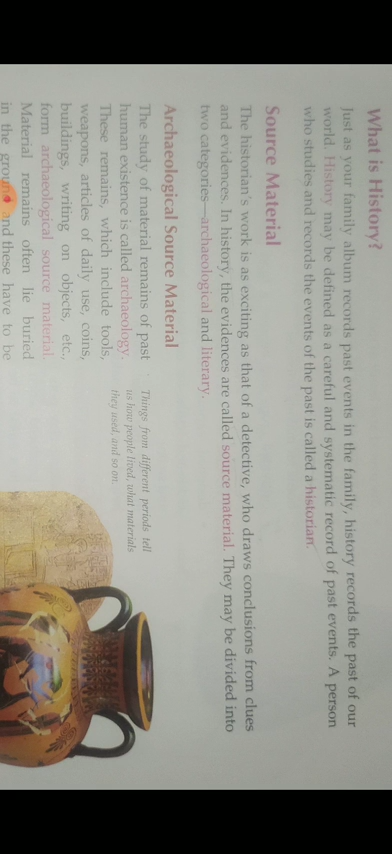 What is History?
Just as your family album records past events in the family, history records the past of our
world. History may be defined as a careful and systematic record of past events. A person
who studies and records the events of the past is called a historian.
Source Material
The historian's work is as exciting as that of a detective, who draws conclusions from clues
and evidences. In history, the evidences are called source material. They may be divided into
two categories—archaeological and literary.
Archaeological Source Material
The study of material remains of past
human existence is called archaeology.
These remains, which include tools,
weapons, articles of daily use, coins,
buildings, writing on objects, etc.,
form archaeological source material.
Material remains often lie buried
in the ground and these have to be
Things from different periods tell
us how people lived, what materials
they used, and so on.